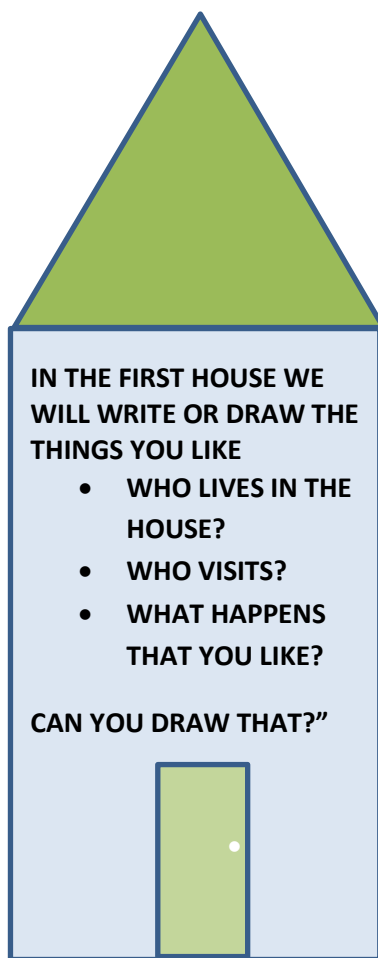 IN THE FIRST HOUSE WE
WILL WRITE OR DRAW THE
THINGS YOU LIKE
• WHO LIVES IN THE
HOUSE?
• WHO VISITS?
• WHAT HAPPENS
THAT YOU LIKE?
CAN YOU DRAW THAT?”